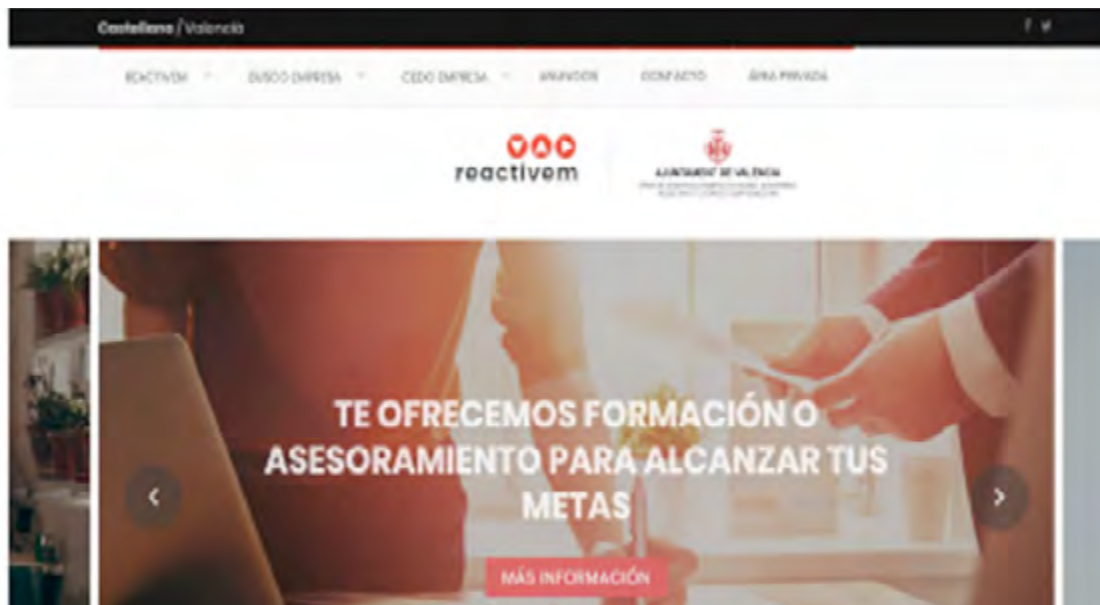 Castellano / Valencià
REACTIVEM
BUSCO EMPRESA
CEDO EMPRESA
ANUNCIOS
CONTACTO
ÁREA PRIVADA
reactivem
AJUNTAMENT DE VALÈNCIA
TE OFRECEMOS FORMACIÓN O
ASESORAMIENTO PARA ALCANZAR TUS
METAS
MÁS INFORMACIÓN